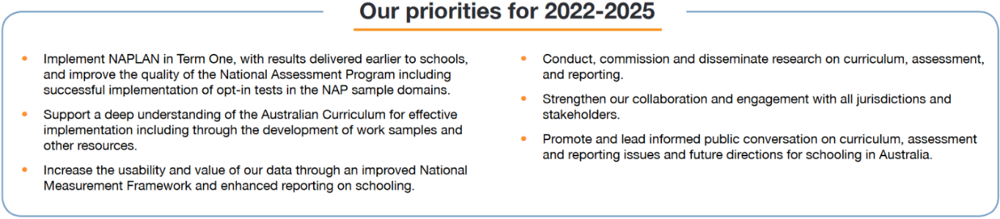 Our priorities for 2022-2025
• Implement NAPLAN in Term One, with results delivered earlier to schools,
and improve the quality of the National Assessment Program including
successful implementation of opt-in tests in the NAP sample domains.
• Support a deep understanding of the Australian Curriculum for effective
implementation including through the development of work samples and
other resources.
• Increase the usability and value of our data through an improved National
Measurement Framework and enhanced reporting on schooling.
• Conduct, commission and disseminate research on curriculum, assessment,
and reporting.
• Strengthen our collaboration and engagement with all jurisdictions and
stakeholders.
• Promote and lead informed public conversation on curriculum, assessment
and reporting issues and future directions for schooling in Australia.